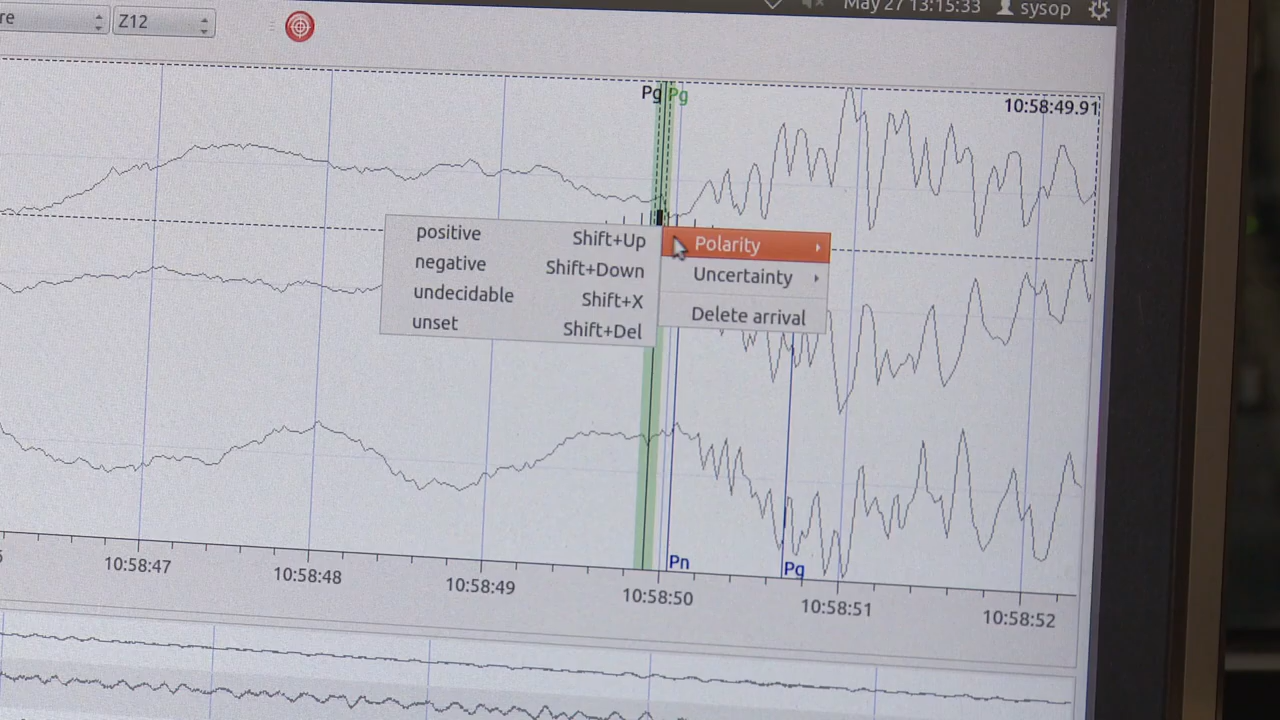 re Z12 May 27 13:15:33 sysop
Pg Pg 10:58:49.91
positive Shift+Up
negative Shift+Down
undecidable Shift+X
unset Shift+Del
Polarity
Uncertainty
Delete arrival
Pn Pg
10:58:47 10:58:48 10:58:49 10:58:50 10:58:51 10:58:52